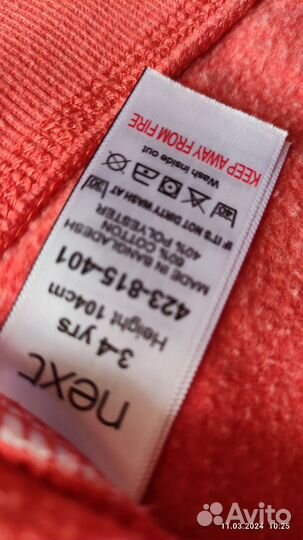 next
3-4 yrs
Height 104cm
423-815-401
MADE IN BANGLADESH
60% COTTON
40% POLYESTER
IF IT'S NOT DIRTY WASH AT 30
40
Wash inside out
KEEP AWAY FROM FIRE
Avito
11.03.2024 10:25